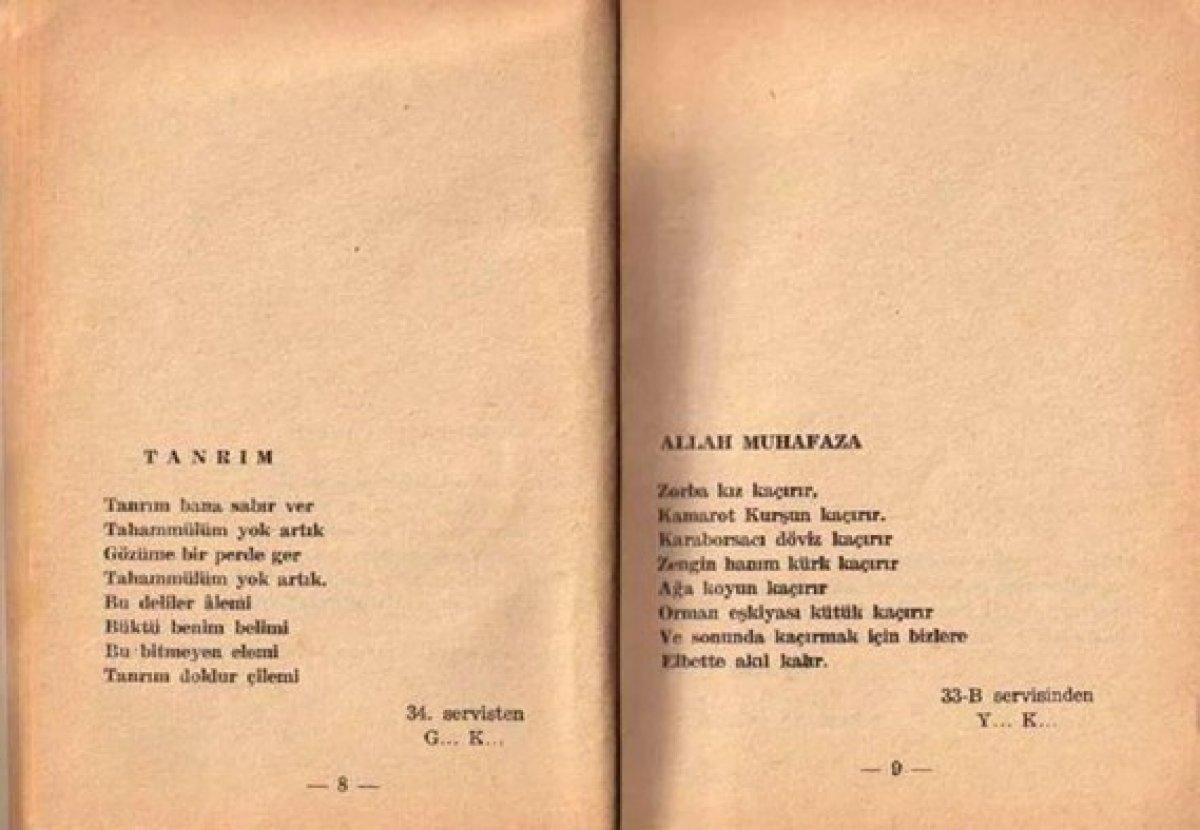 TANRIM
Tanrım bana sabır ver
Tahammülüm yok artık
Gözüme bir perde ger
Tahammülüm yok artık.
Bu deliler âlemi
Büktü benim belimi
Bu bitmeyen elemi
Tanrım doldur çilemi
34. servisten
G... K...
— 8 —
ALLAH MUHAFAZA
Zorba kız kaçırır,
Kamarot Kurşun kaçırır.
Karaborsacı döviz kaçırır
Zengin hanım kürk kaçırır
Ağa koyun kaçırır
Orman eşkiyası kütük kaçırır
Ve sonunda kaçırmak için bizlere
Elbette akıl kalır.
33-B servisinden
Y... K...
— 9 —